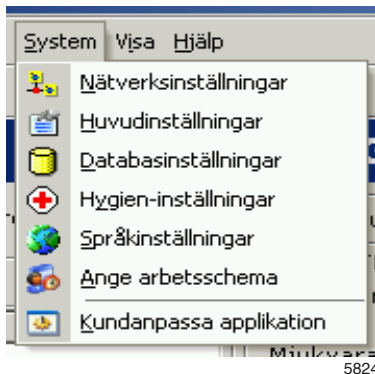 System Visa Hjälp
Nätverksinställningar
Huvudinställningar
Databasinställningar
Hygien-inställningar
Språkinställningar
Ange arbetsschema
Kundanpassa applikation
5824